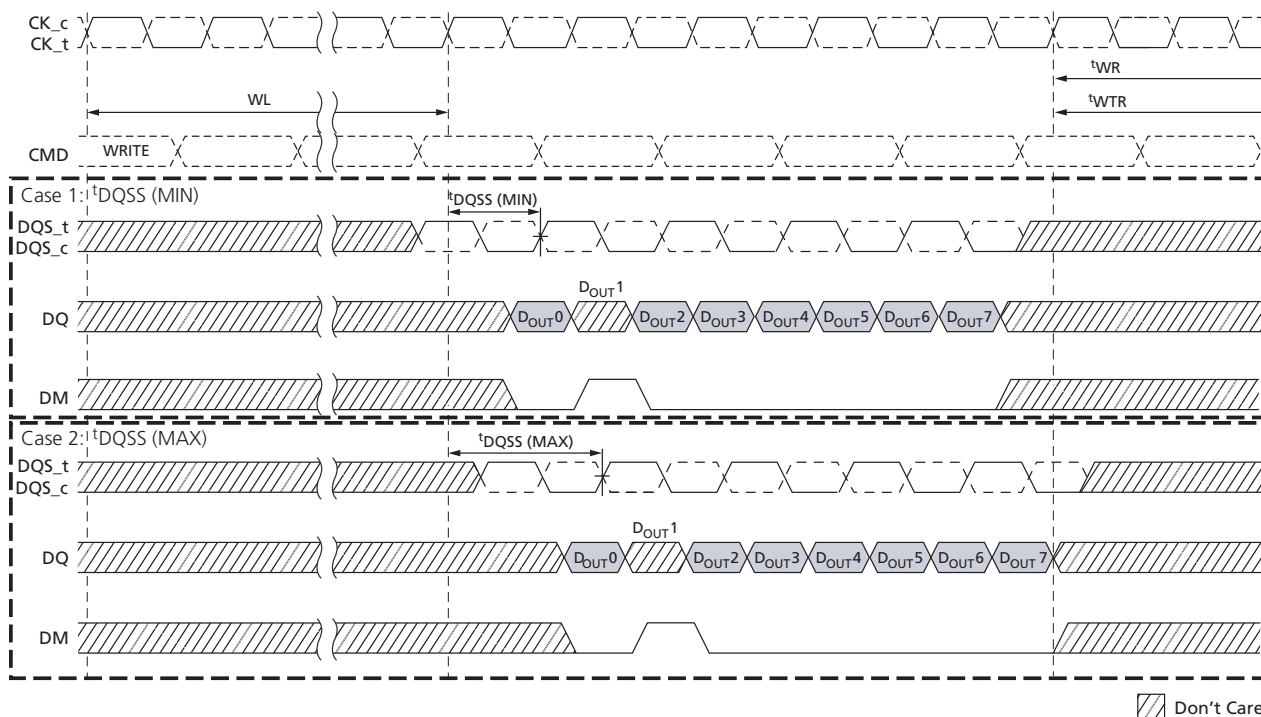 CK_c
CK_t
tWR
WL
tWTR
CMD WRITE
Case 1: tDQSS (MIN)
tDQSS (MIN)
DQS_t
DQS_c
DOUT1
DQ DOUT0 DOUT2 DOUT3 DOUT4 DOUT5 DOUT6 DOUT7
DM
Case 2: tDQSS (MAX)
tDQSS (MAX)
DQS_t
DQS_c
DOUT1
DQ DOUT0 DOUT2 DOUT3 DOUT4 DOUT5 DOUT6 DOUT7
DM
Don't Care